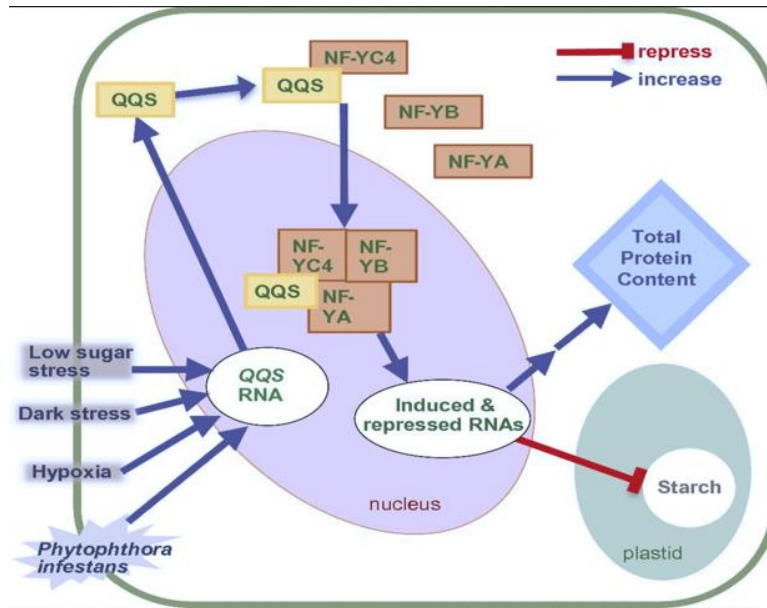 NF-YC4
QQS
QQS
NF-YB
NF-YA
repress
increase
NF-
YC4
NF-
YB
QQS
NF-
YA
Total
Protein
Content
Low sugar
stress
Dark stress
Hypoxia
Phytophthora
infestans
QQS
RNA
Induced &
repressed RNAs
nucleus
Starch
plastid